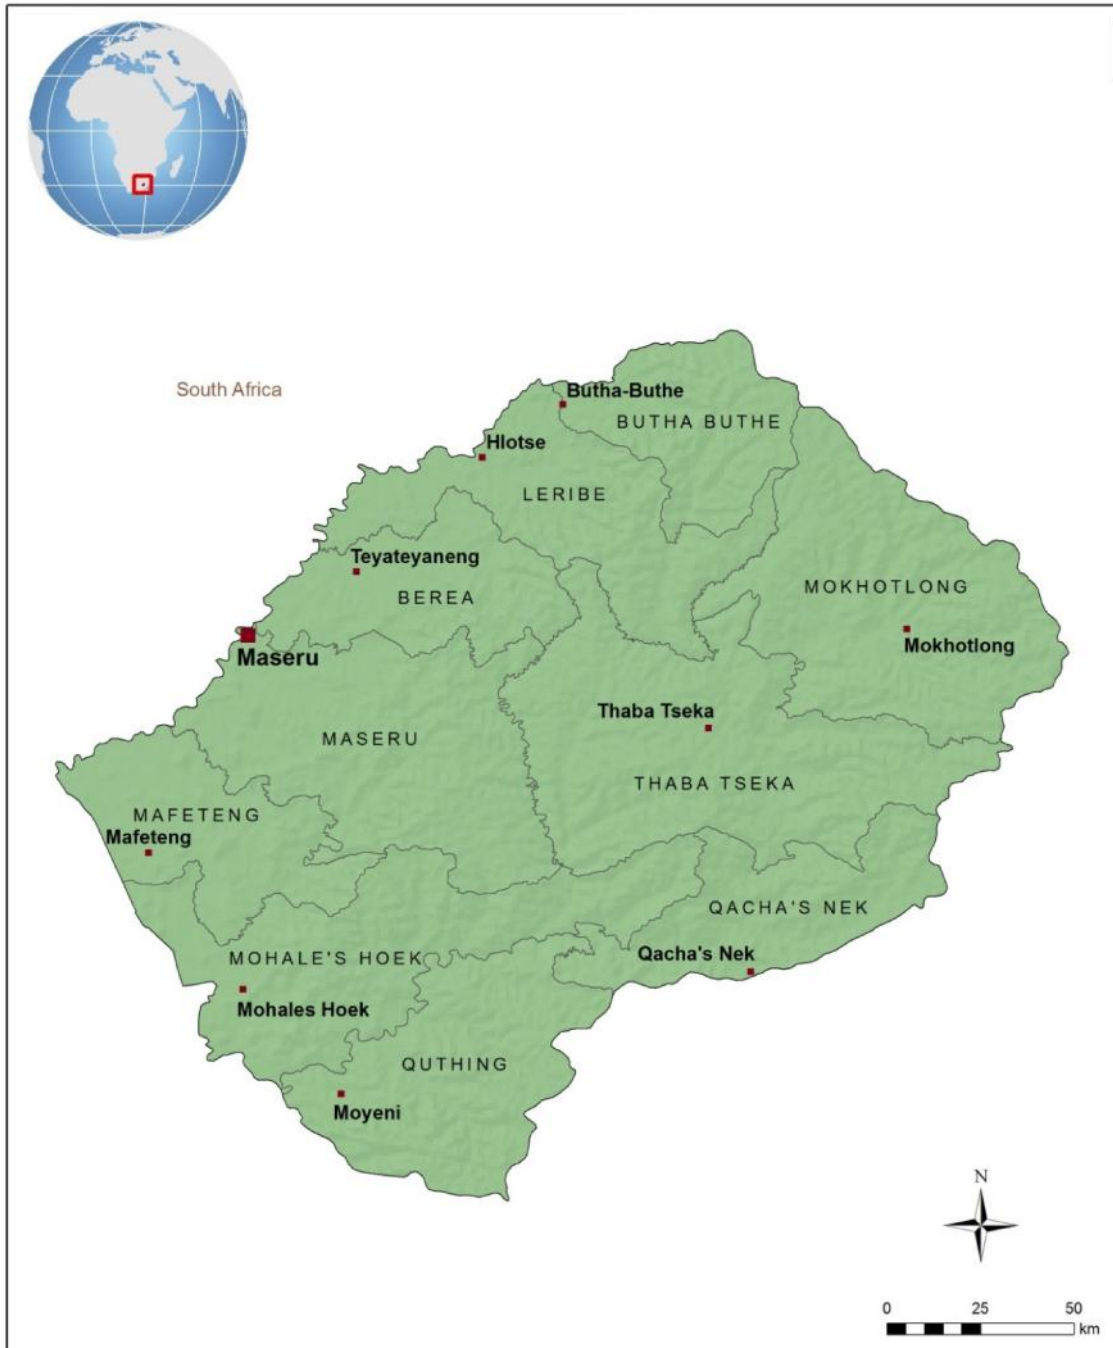 South Africa
Butha-Buthe
BUTHA BUTHE
Hlotse
LERIBE
Teyateyaneng
BEREA
MOKHOTLONG
Mokhotlong
Maseru
Thaba Tseka
MASERU
THABA TSEKA
MAFETENG
Mafeteng
QACHA'S NEK
Qacha's Nek
MOHALE'S HOEK
Mohales Hoek
QUTHING
Moyeni
N
0 25 50
km